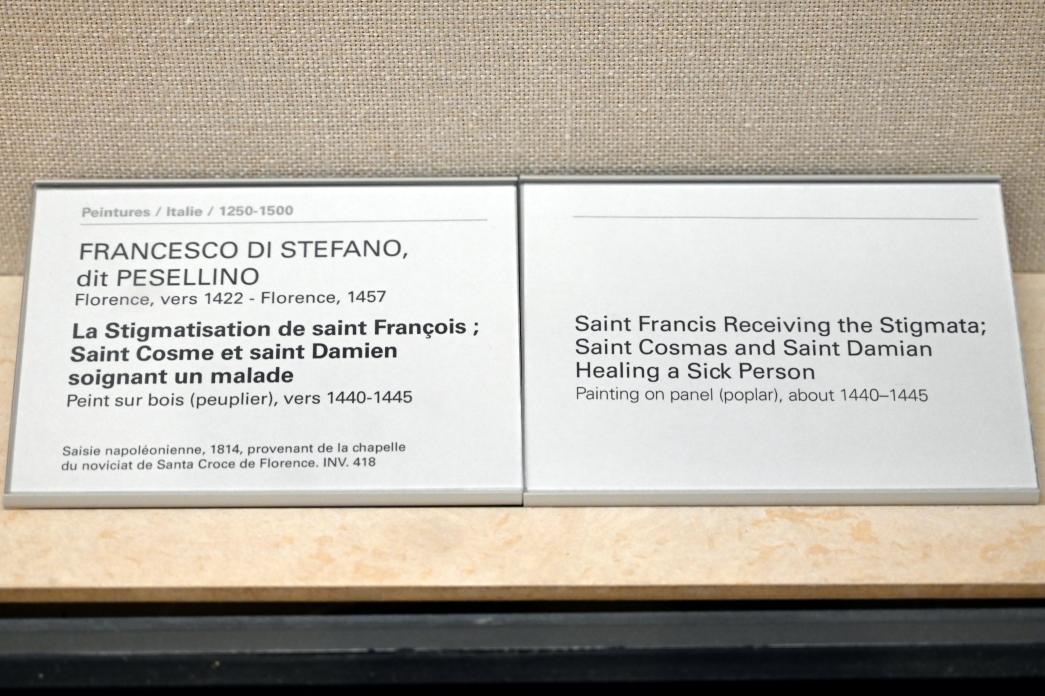 Peintures / Italie / 1250-1500
FRANCESCO DI STEFANO,
dit PESELLINO
Florence, vers 1422 - Florence, 1457
La Stigmatisation de saint François ;
Saint Cosme et saint Damien
soignant un malade
Peint sur bois (peuplier), vers 1440-1445
Saisie napoléonienne, 1814, provenant de la chapelle
du noviciat de Santa Croce de Florence. INV. 418
Saint Francis Receiving the Stigmata;
Saint Cosmas and Saint Damian
Healing a Sick Person
Painting on panel (poplar), about 1440–1445